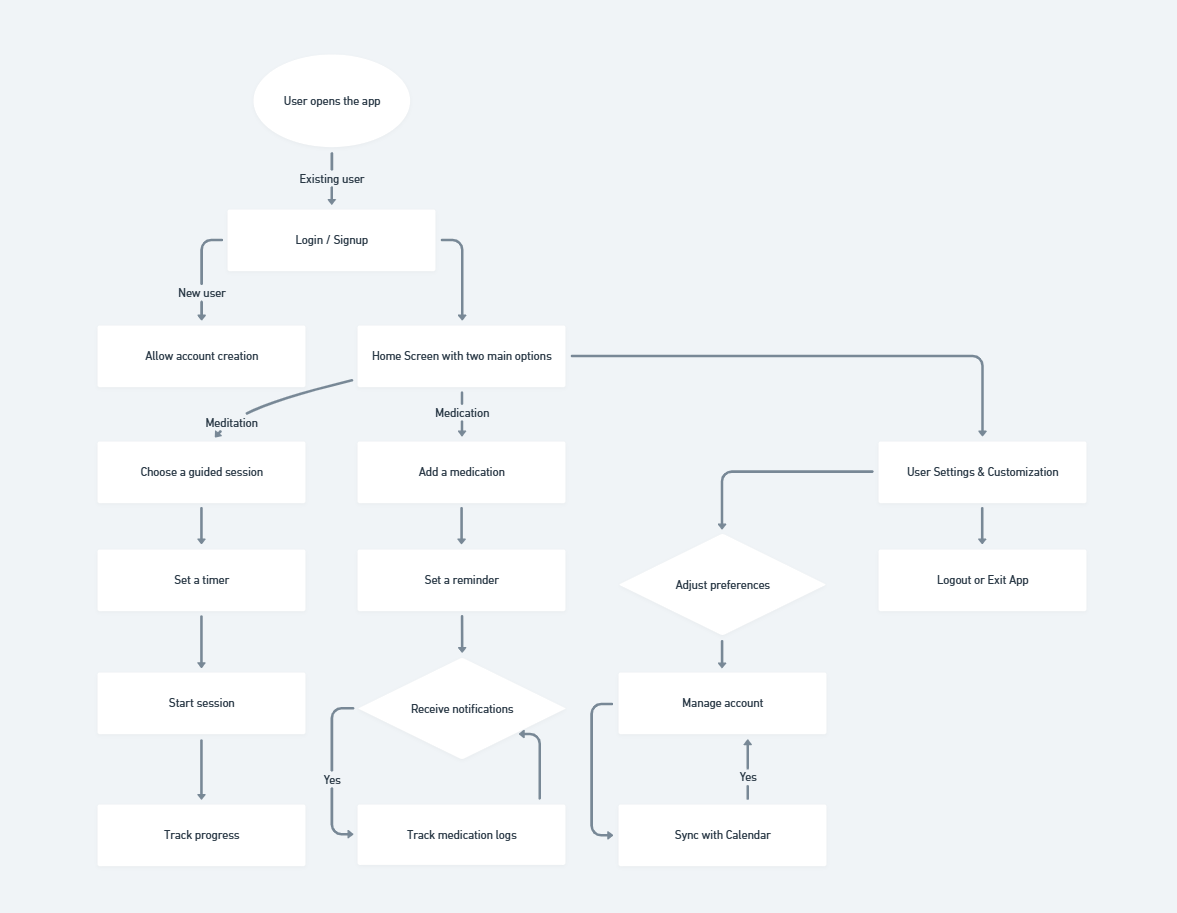 User opens the app
Existing user
Login / Signup
New user
Allow account creation
Home Screen with two main options
Meditation
Medication
Choose a guided session
Add a medication
User Settings & Customization
Set a timer
Set a reminder
Adjust preferences
Logout or Exit App
Start session
Receive notifications
Manage account
Yes
Yes
Track progress
Track medication logs
Sync with Calendar